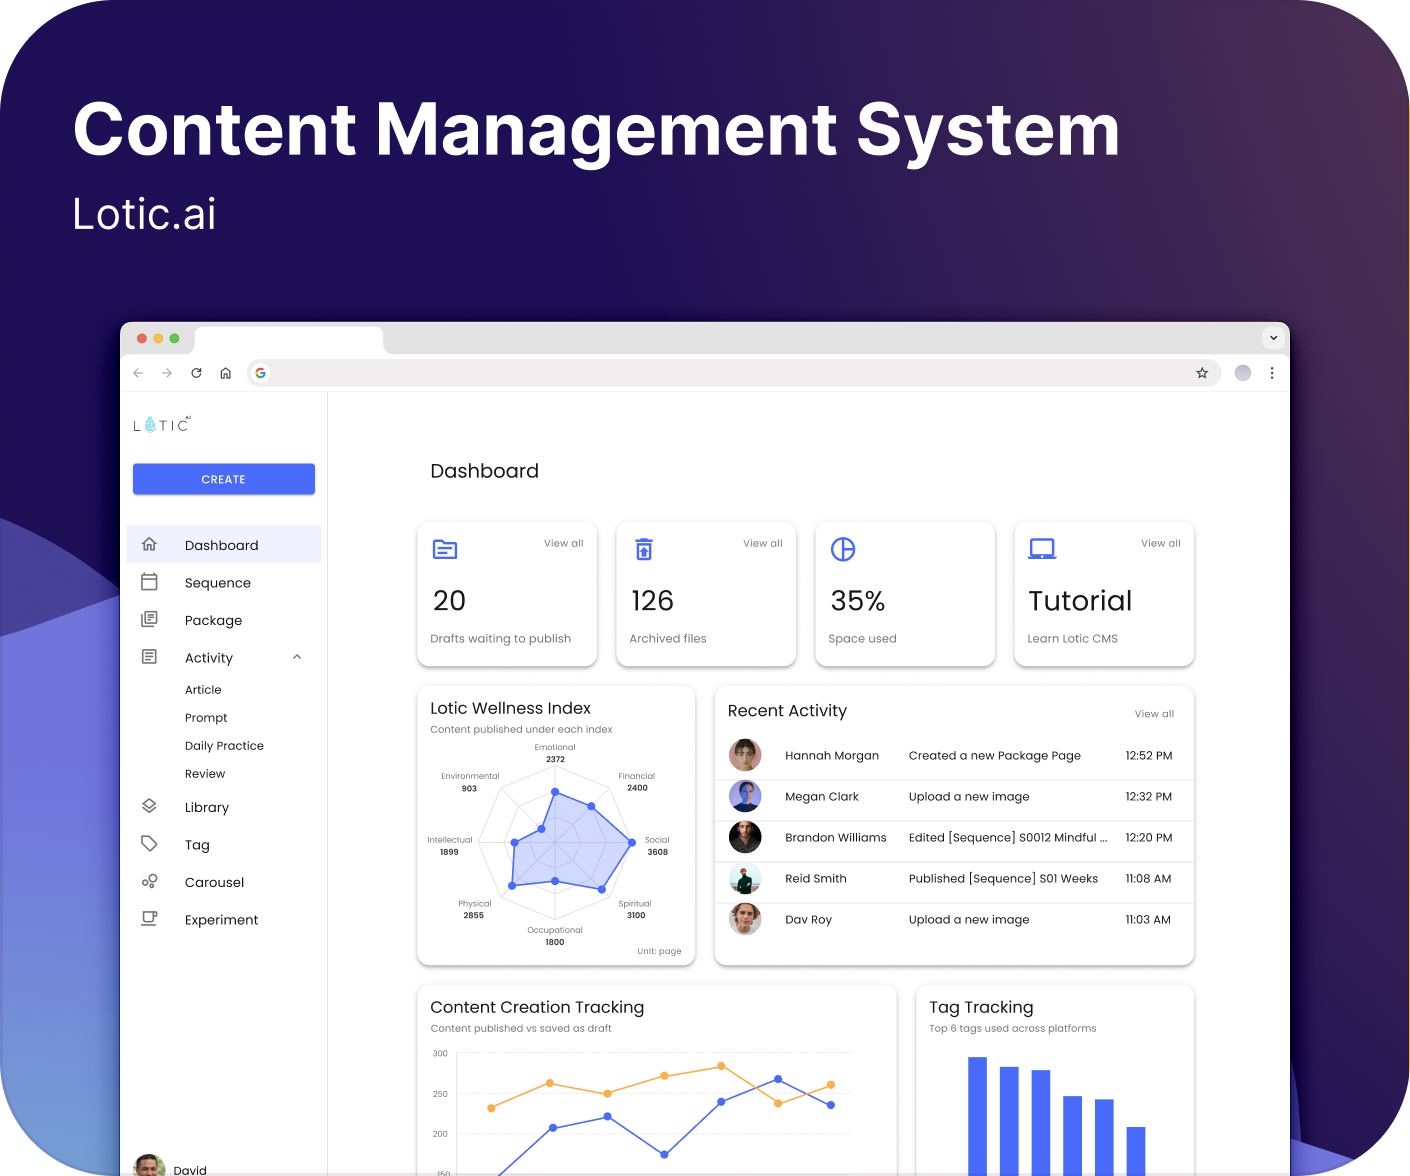 Content Management System
Lotic.ai
LOTIC AI
CREATE
Dashboard
Sequence
Package
Activity
Article
Prompt
Daily Practice
Review
Library
Tag
Carousel
Experiment
David
Dashboard
View all
20
Drafts waiting to publish
View all
126
Archived files
35%
Space used
View all
Tutorial
Learn Lotic CMS
Lotic Wellness Index
Content published under each index
Emotional
2372
Financial
2400
Social
3608
Spiritual
3100
Occupational
1800
Physical
2855
Intellectual
1899
Environmental
903
Unit: page
Recent Activity
View all
Hannah Morgan Created a new Package Page 12:52 PM
Megan Clark Upload a new image 12:32 PM
Brandon Williams Edited [Sequence] S0012 Mindful ... 12:20 PM
Reid Smith Published [Sequence] S01 Weeks 11:08 AM
Dav Roy Upload a new image 11:03 AM
Content Creation Tracking
Content published vs saved as draft
300
250
200
150
Tag Tracking
Top 6 tags used across platforms